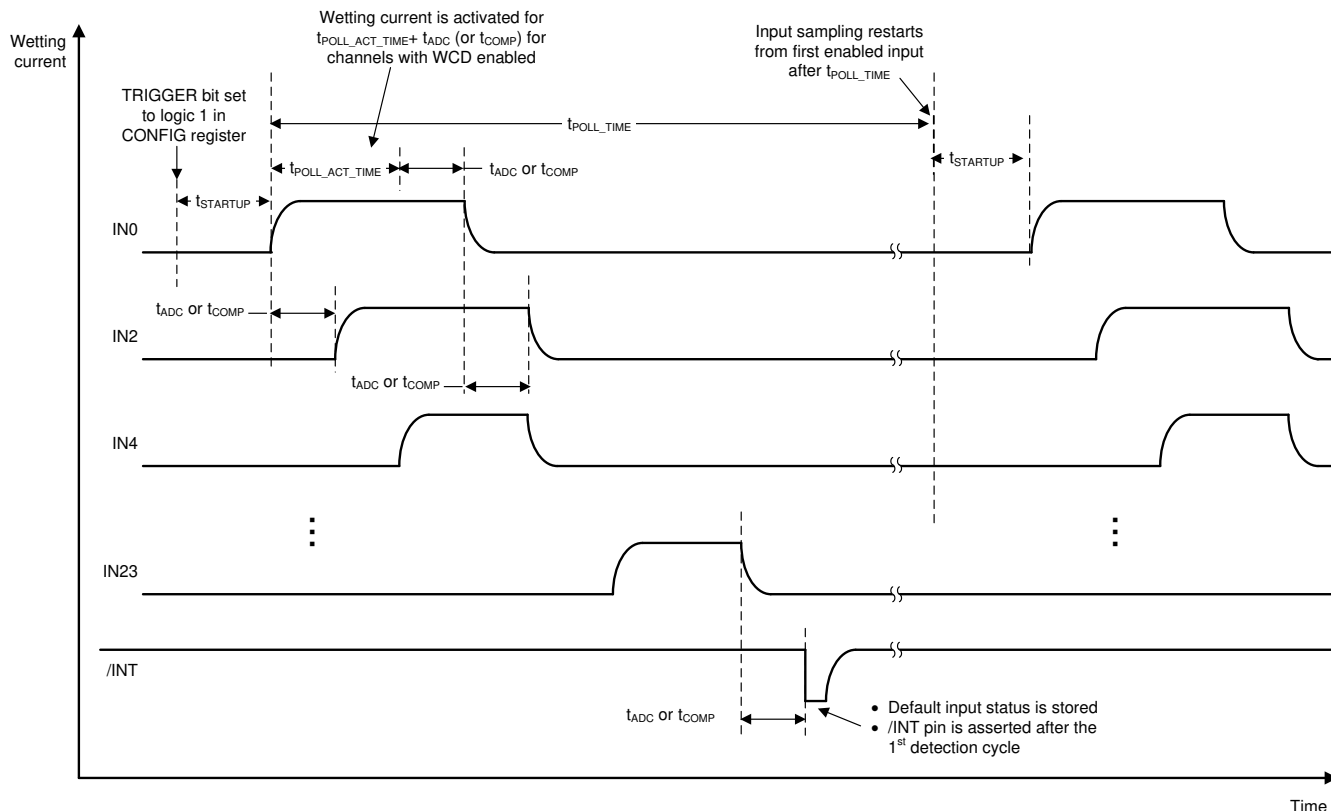 Wetting current is activated for
tPOLL_ACT_TIME+ tADC (or tCOMP) for
channels with WCD enabled
Wetting
current
Input sampling restarts
from first enabled input
after tPOLL_TIME
TRIGGER bit set
to logic 1 in
CONFIG register
tPOLL_TIME
tPOLL_ACT_TIME
tADC or tCOMP
tSTARTUP
tSTARTUP
IN0
tADC or tCOMP
IN2
tADC or tCOMP
IN4
IN23
/INT
tADC or tCOMP
• Default input status is stored
• /INT pin is asserted after the
1st detection cycle
Time